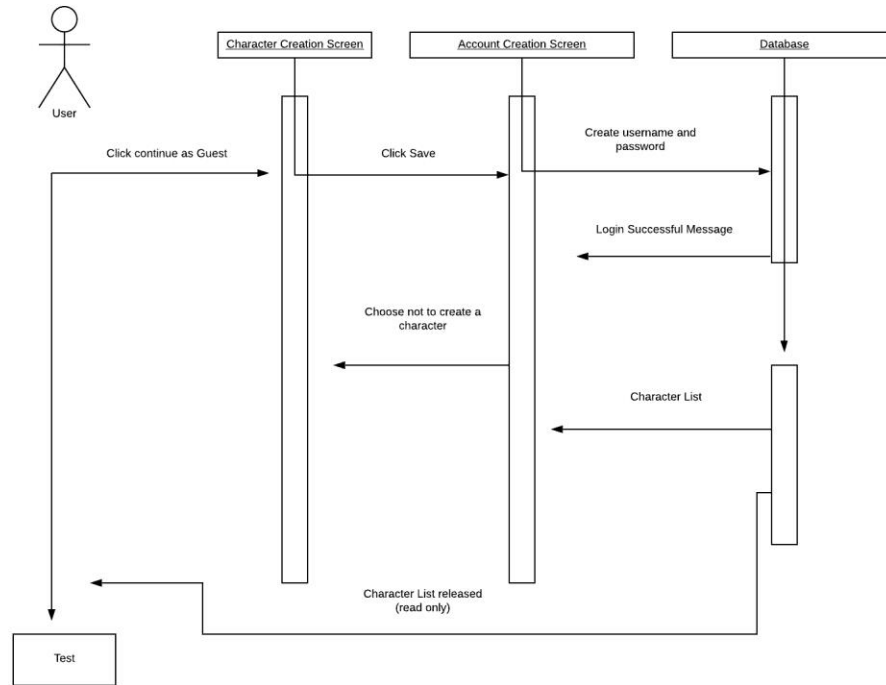 Character Creation Screen
Account Creation Screen
Database
User
Click continue as Guest
Click Save
Create username and
password
Login Successful Message
Choose not to create a
character
Character List
Character List released
(read only)
Test